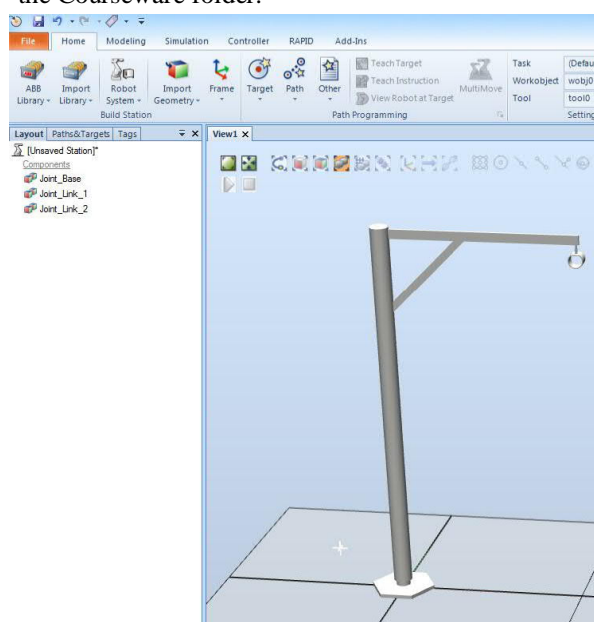 the Courseware folder.
File Home Modeling Simulation Controller RAPID Add-Ins
ABB Library
Import Library
Robot System
Import Geometry
Frame
Target
Path
Other
Teach Target
Teach Instruction
View Robot at Target
MultiMove
Task (Defau
Workobject wobj0
Tool tool0
Build Station
Path Programming
Setting
Layout Paths&Targets Tags
View1
[Unsaved Station]*
Components
Joint_Base
Joint_Link_1
Joint_Link_2